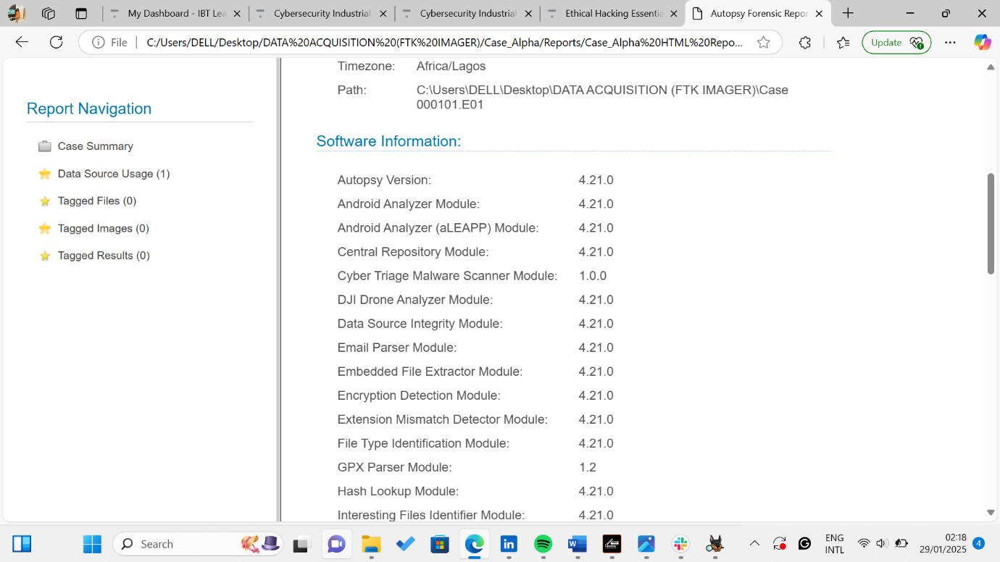 My Dashboard - IBT Lea
Cybersecurity Industrial
Cybersecurity Industrial
Ethical Hacking Essentia
Autopsy Forensic Repor
File
C:/Users/DELL/Desktop/DATA%20ACQUISITION%20(FTK%20IMAGER)/Case_Alpha/Reports/Case_Alpha%20HTML%20Repo...
Update
Report Navigation
Case Summary
Data Source Usage (1)
Tagged Files (0)
Tagged Images (0)
Tagged Results (0)
Timezone: Africa/Lagos
Path: C:\Users\DELL\Desktop\DATA ACQUISITION (FTK IMAGER)\Case
000101.E01
Software Information:
Autopsy Version: 4.21.0
Android Analyzer Module: 4.21.0
Android Analyzer (aLEAPP) Module: 4.21.0
Central Repository Module: 4.21.0
Cyber Triage Malware Scanner Module: 1.0.0
DJI Drone Analyzer Module: 4.21.0
Data Source Integrity Module: 4.21.0
Email Parser Module: 4.21.0
Embedded File Extractor Module: 4.21.0
Encryption Detection Module: 4.21.0
Extension Mismatch Detector Module: 4.21.0
File Type Identification Module: 4.21.0
GPX Parser Module: 1.2
Hash Lookup Module: 4.21.0
Interesting Files Identifier Module: 4.21.0
Search
ENG
INTL
02:18
29/01/2025
4